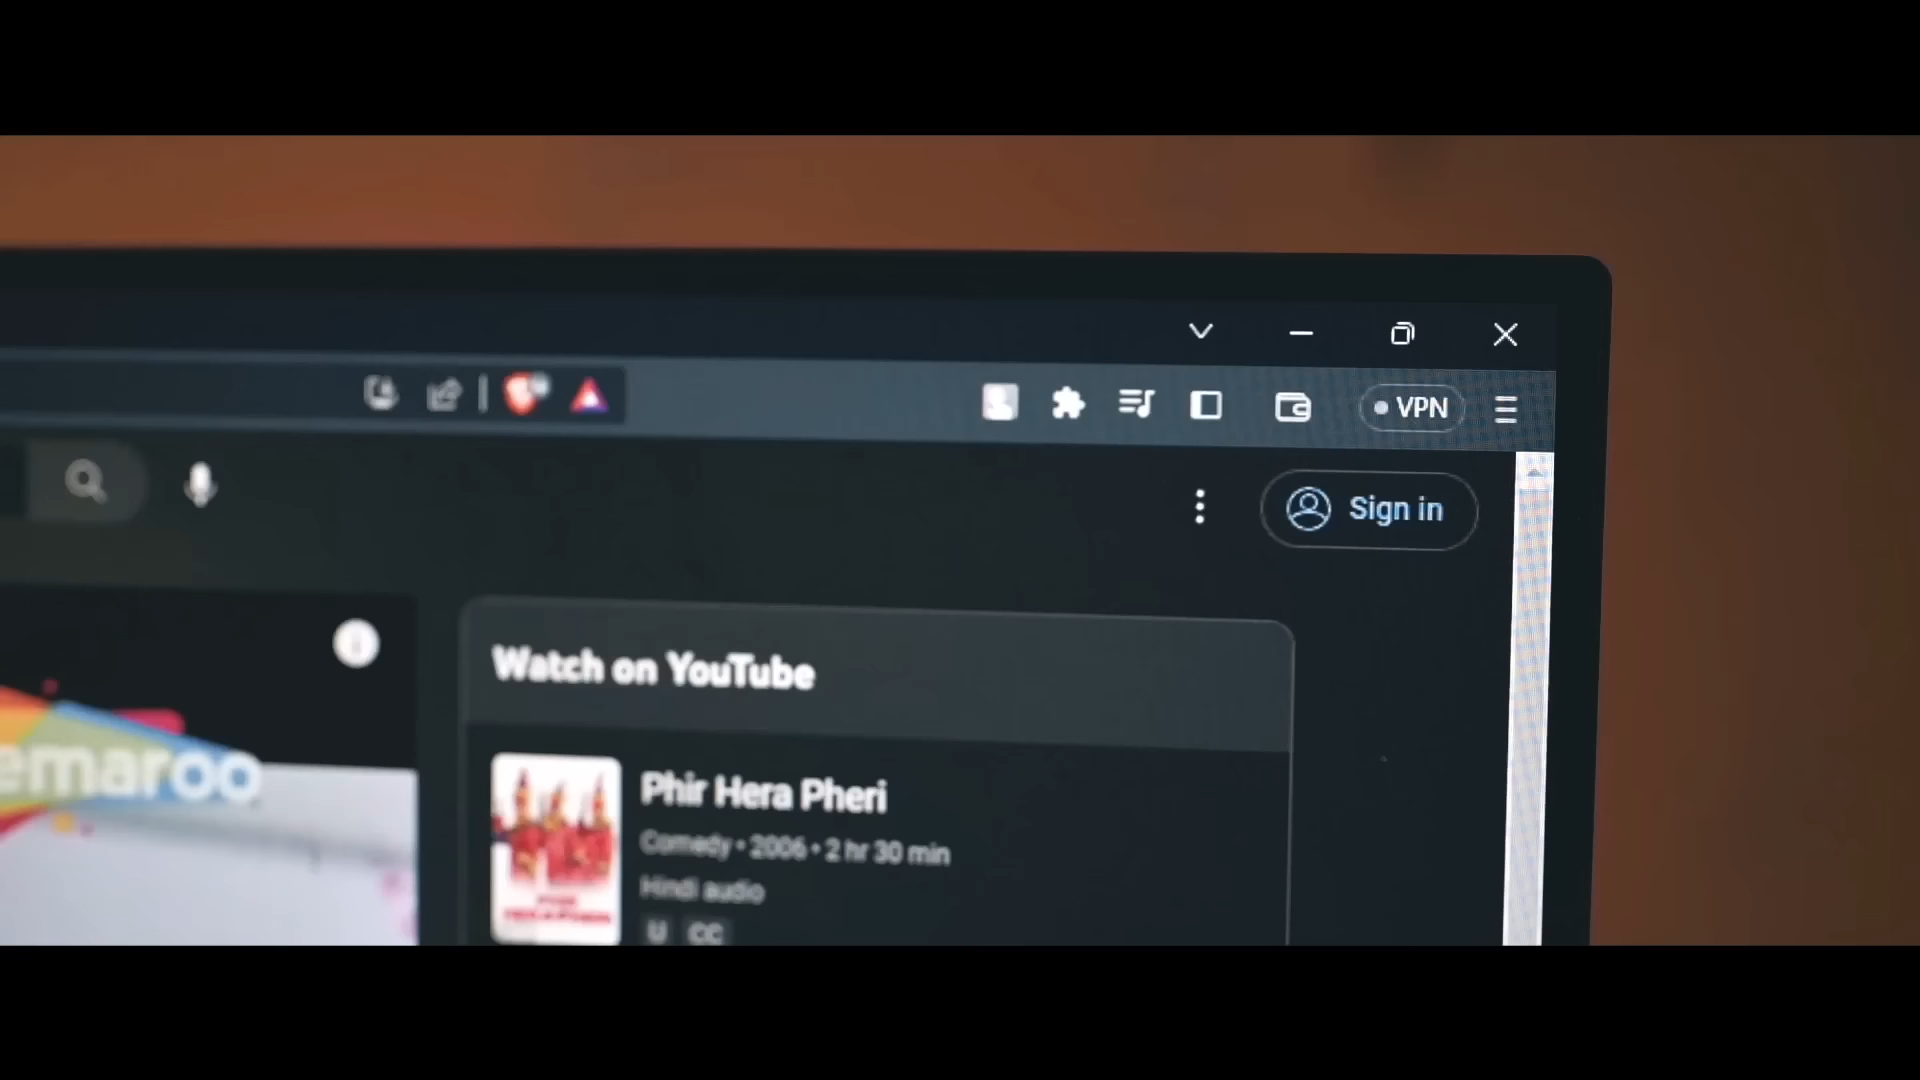 VPN
Sign in
Watch on YouTube
emaroo
Phir Hera Pheri
Comedy • 2006 • 2 hr 30 min
Hindi audio
U CC